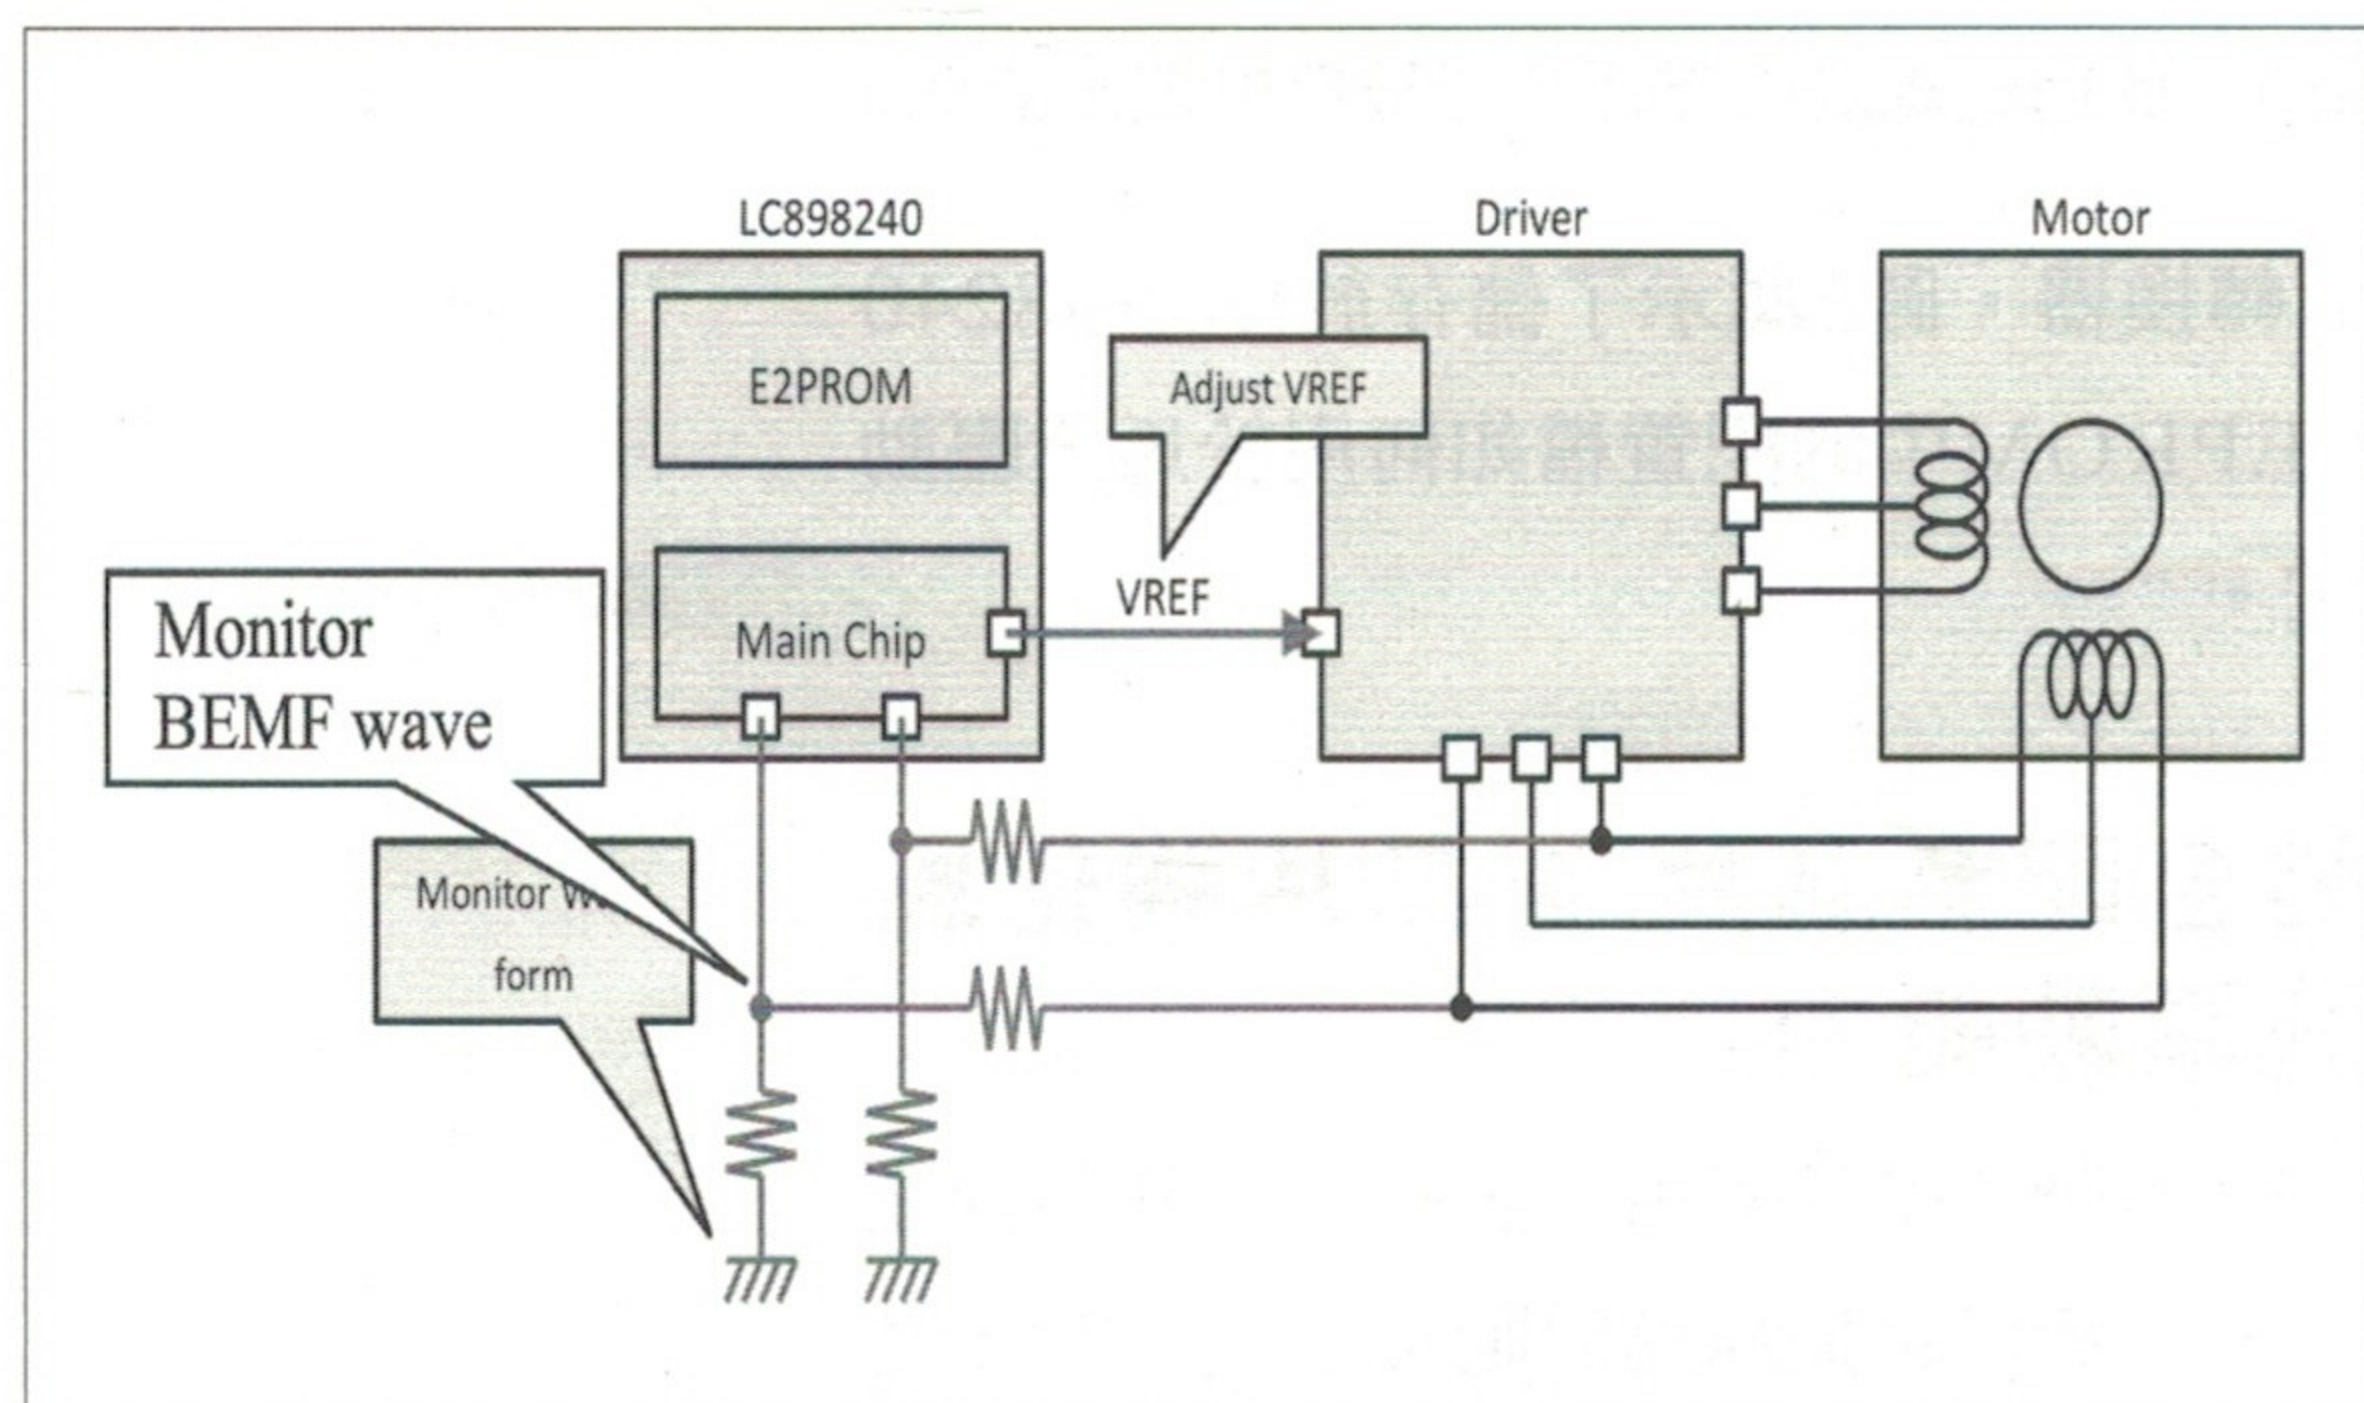 LC898240
Driver
Motor
E2PROM
Adjust VREF
VREF
Main Chip
Monitor
BEMF wave
Monitor
form